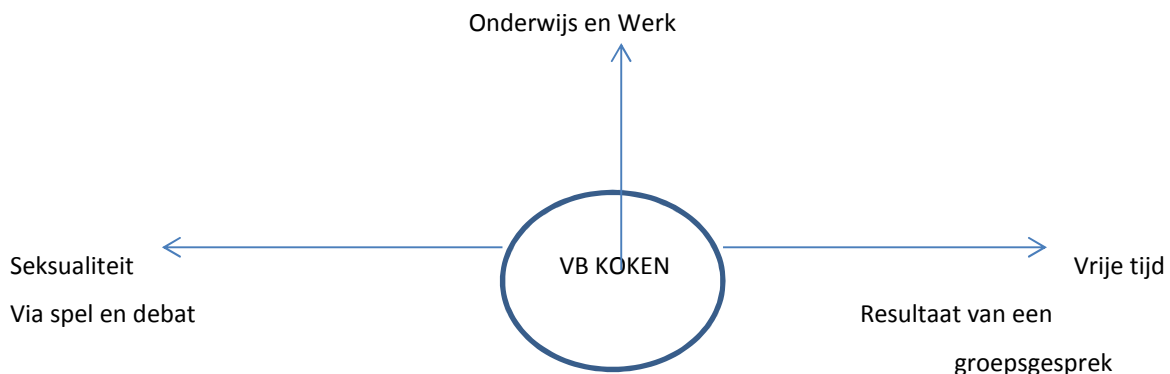 Onderwijs en Werk
Seksualiteit
VB KOKEN
Vrije tijd
Via spel en debat
Resultaat van een
groepsgesprek